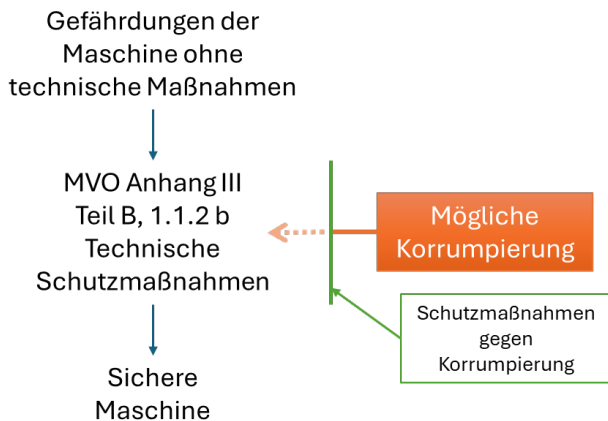 Gefährdungen der
Maschine ohne
technische Maßnahmen
MVO Anhang III
Teil B, 1.1.2 b
Technische
Schutzmaßnahmen
Mögliche
Korrumpierung
Schutzmaßnahmen
gegen
Korrumpierung
Sichere
Maschine